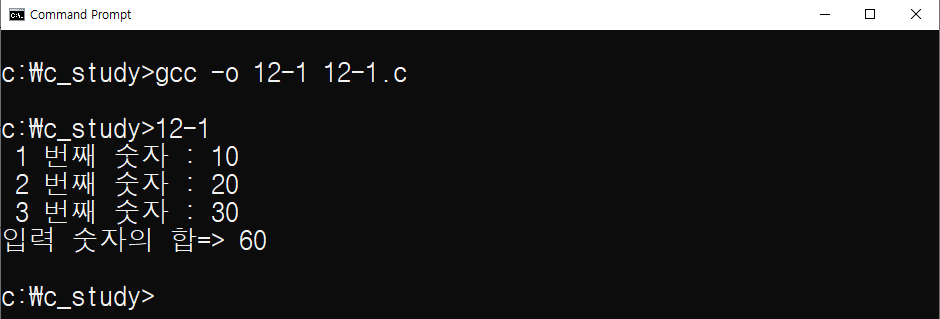 Command Prompt
c:₩c_study>gcc -o 12-1 12-1.c
c:₩c_study>12-1
1 번째 숫자 : 10
2 번째 숫자 : 20
3 번째 숫자 : 30
입력 숫자의 합=> 60
c:₩c_study>